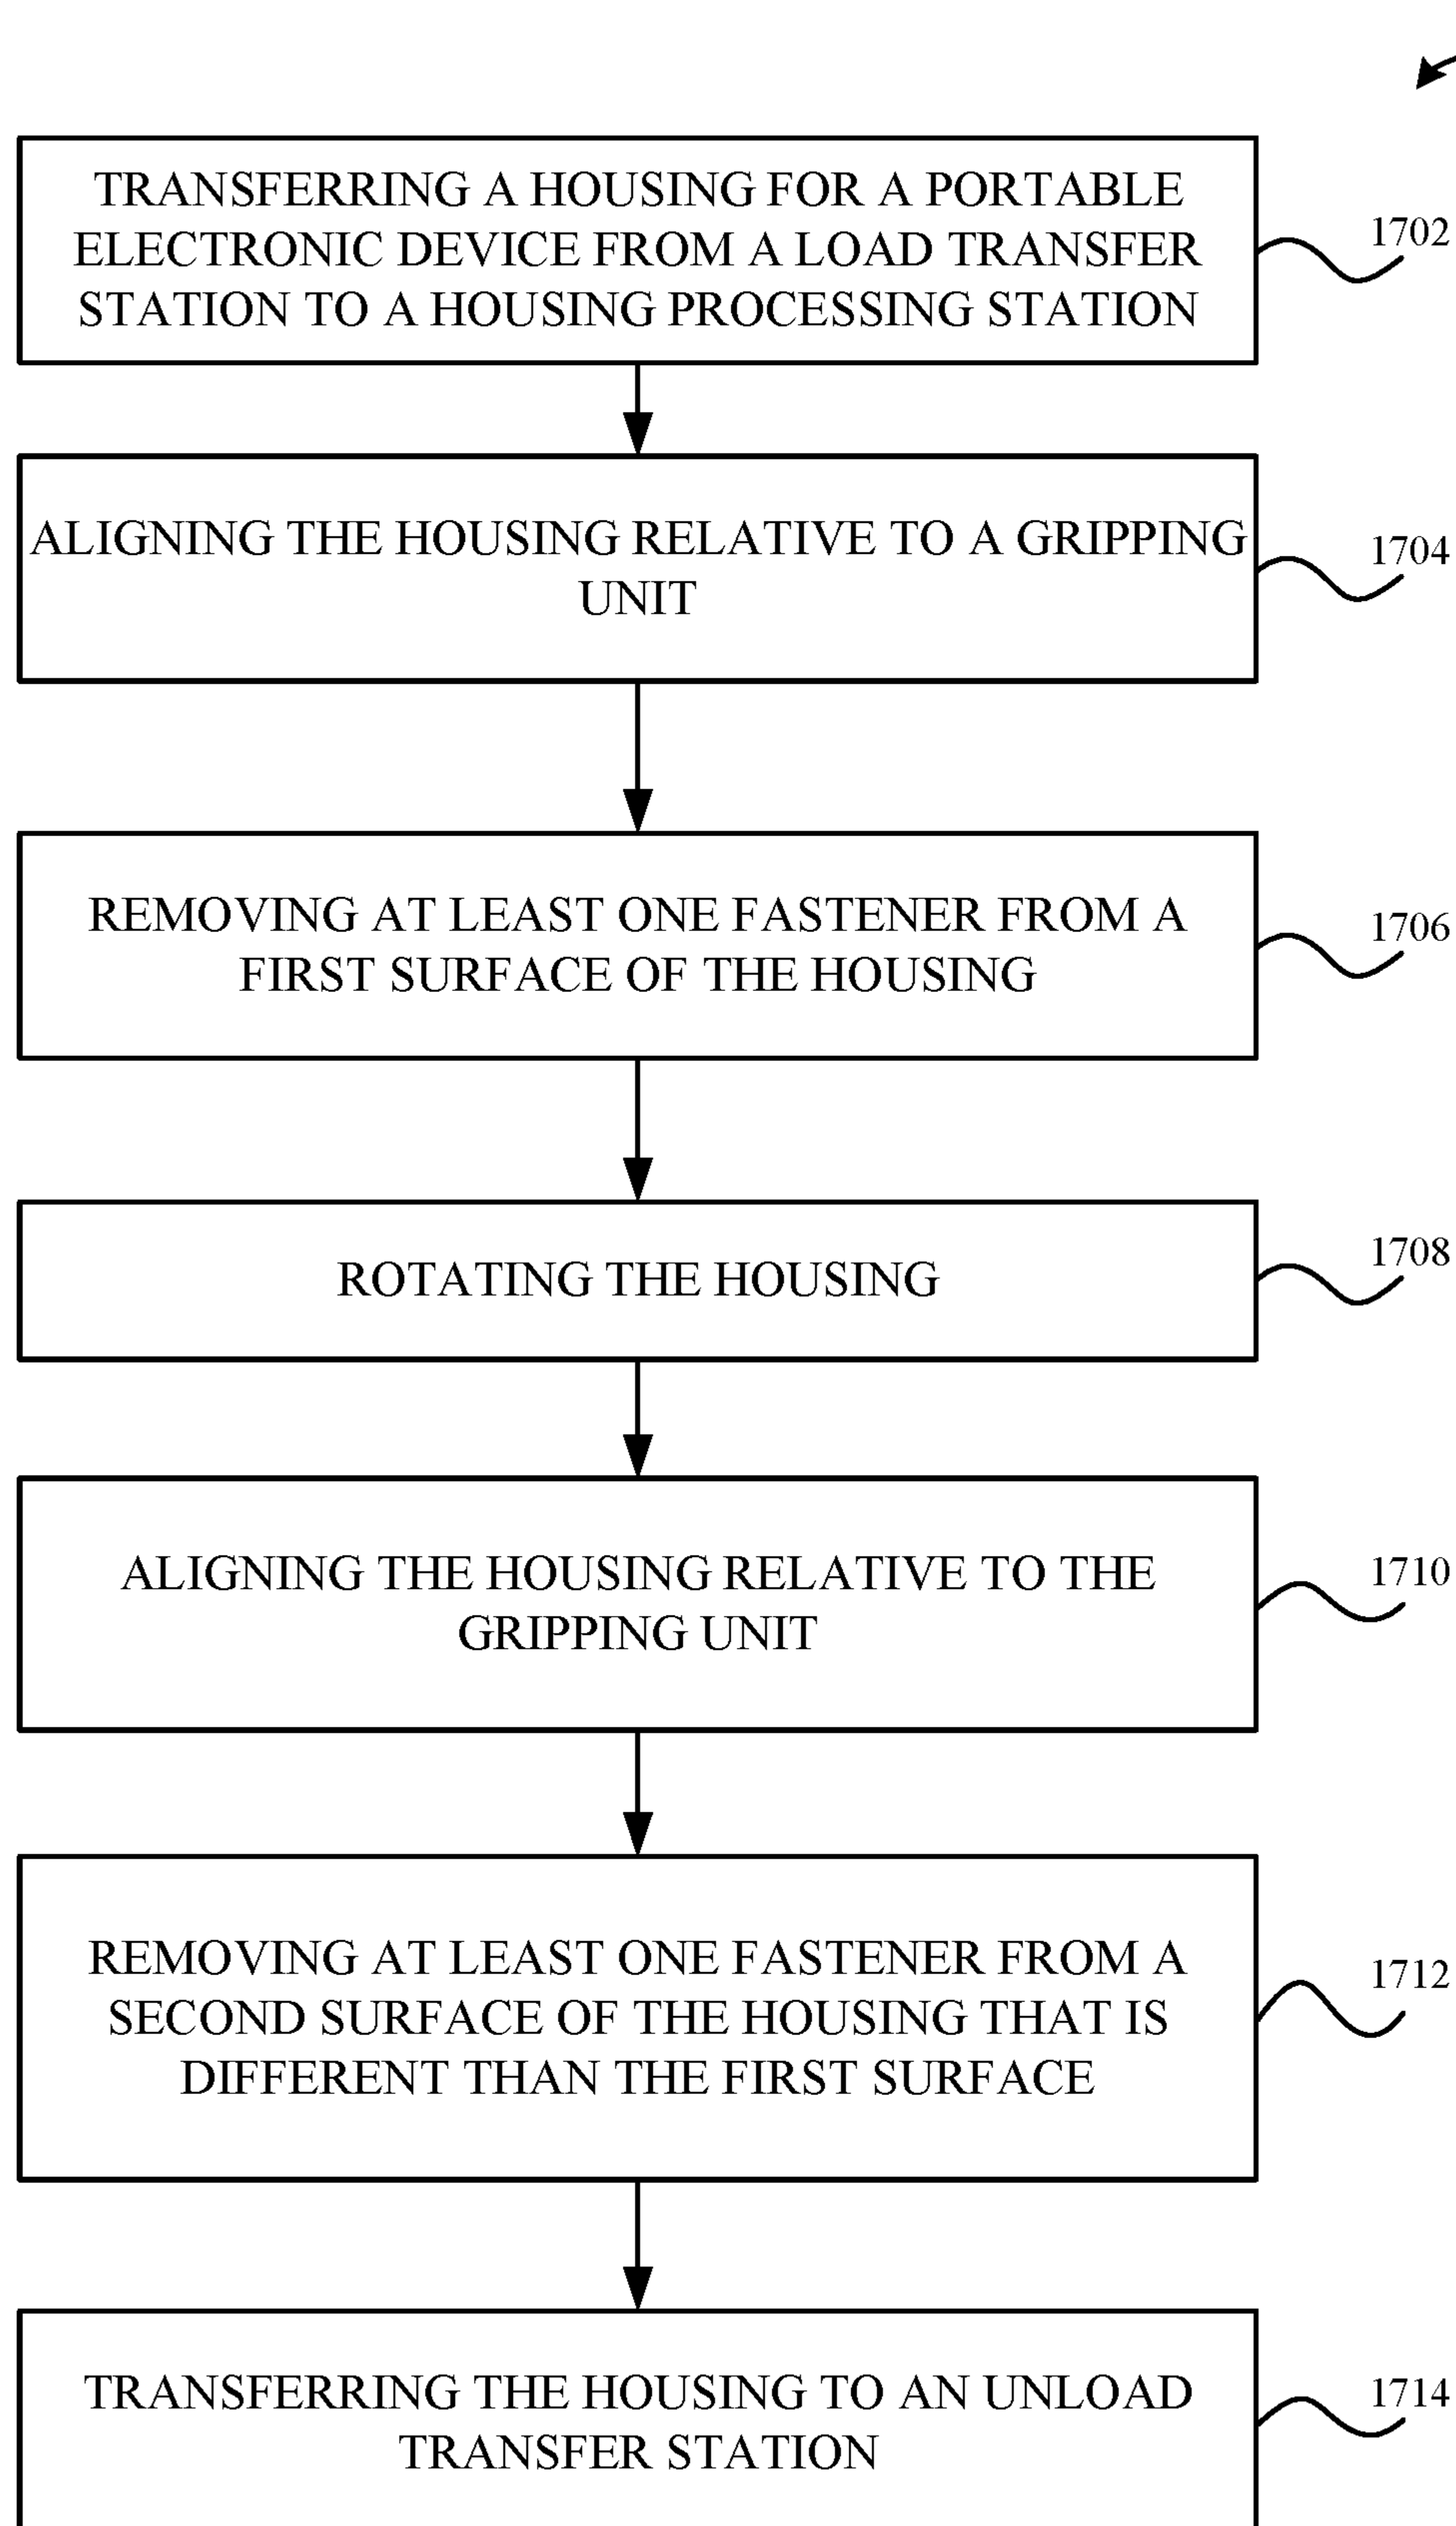 TRANSFERRING A HOUSING FOR A PORTABLE
ELECTRONIC DEVICE FROM A LOAD TRANSFER
STATION TO A HOUSING PROCESSING STATION
1702
ALIGNING THE HOUSING RELATIVE TO A GRIPPING
UNIT
1704
REMOVING AT LEAST ONE FASTENER FROM A
FIRST SURFACE OF THE HOUSING
1706
ROTATING THE HOUSING
1708
ALIGNING THE HOUSING RELATIVE TO THE
GRIPPING UNIT
1710
REMOVING AT LEAST ONE FASTENER FROM A
SECOND SURFACE OF THE HOUSING THAT IS
DIFFERENT THAN THE FIRST SURFACE
1712
TRANSFERRING THE HOUSING TO AN UNLOAD
TRANSFER STATION
1714